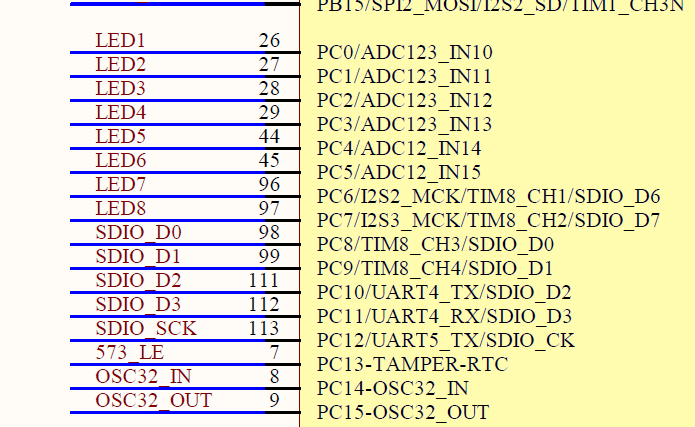 PB15/SPI2_MOSI/I2S2_SD/TIM1_CH3N
LED1 26 PC0/ADC123_IN10
LED2 27 PC1/ADC123_IN11
LED3 28 PC2/ADC123_IN12
LED4 29 PC3/ADC123_IN13
LED5 44 PC4/ADC12_IN14
LED6 45 PC5/ADC12_IN15
LED7 96 PC6/I2S2_MCK/TIM8_CH1/SDIO_D6
LED8 97 PC7/I2S3_MCK/TIM8_CH2/SDIO_D7
SDIO_D0 98 PC8/TIM8_CH3/SDIO_D0
SDIO_D1 99 PC9/TIM8_CH4/SDIO_D1
SDIO_D2 111 PC10/UART4_TX/SDIO_D2
SDIO_D3 112 PC11/UART4_RX/SDIO_D3
SDIO_SCK 113 PC12/UART5_TX/SDIO_CK
573_LE 7 PC13-TAMPER-RTC
OSC32_IN 8 PC14-OSC32_IN
OSC32_OUT 9 PC15-OSC32_OUT